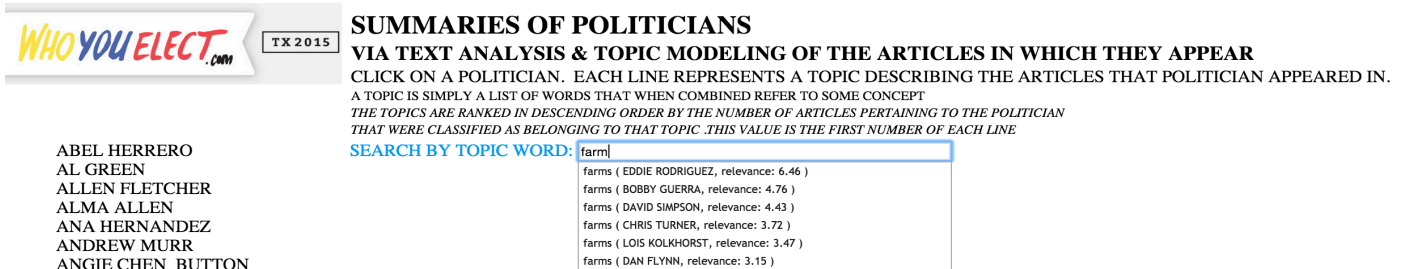 WHO YOU ELECT.com
TX 2015
SUMMARIES OF POLITICIANS
VIA TEXT ANALYSIS & TOPIC MODELING OF THE ARTICLES IN WHICH THEY APPEAR
CLICK ON A POLITICIAN. EACH LINE REPRESENTS A TOPIC DESCRIBING THE ARTICLES THAT POLITICIAN APPEARED IN.
A TOPIC IS SIMPLY A LIST OF WORDS THAT WHEN COMBINED REFER TO SOME CONCEPT
THE TOPICS ARE RANKED IN DESCENDING ORDER BY THE NUMBER OF ARTICLES PERTAINING TO THE POLITICIAN
THAT WERE CLASSIFIED AS BELONGING TO THAT TOPIC .THIS VALUE IS THE FIRST NUMBER OF EACH LINE
SEARCH BY TOPIC WORD: farm
farms ( EDDIE RODRIGUEZ, relevance: 6.46 )
farms ( BOBBY GUERRA, relevance: 4.76 )
farms ( DAVID SIMPSON, relevance: 4.43 )
farms ( CHRIS TURNER, relevance: 3.72 )
farms ( LOIS KOLKHORST, relevance: 3.47 )
farms ( DAN FLYNN, relevance: 3.15 )
ABEL HERRERO
AL GREEN
ALLEN FLETCHER
ALMA ALLEN
ANA HERNANDEZ
ANDREW MURR
ANGIE CHEN BUTTON